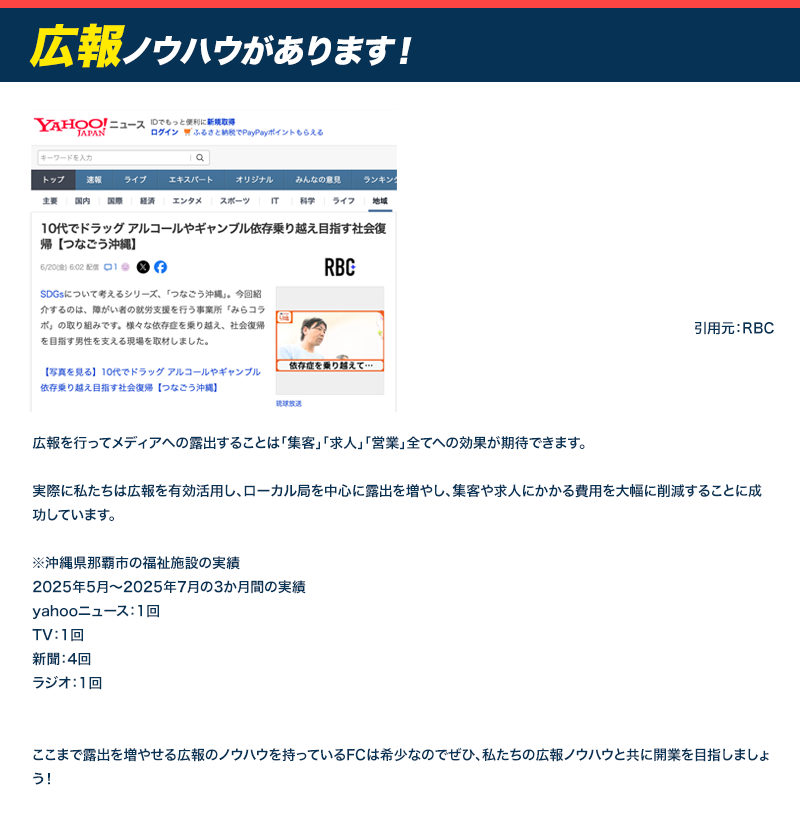 広報ノウハウがあります!
YAHOO! JAPAN ニュース
IDでもっと便利に新規取得
ログイン ふるさと納税でPayPayポイントもらえる
キーワードを入力
トップ 速報 ライブ エキスパート オリジナル みんなの意見 ランキング
主要 国内 国際 経済 エンタメ スポーツ IT 科学 ライフ 地域
10代でドラッグ アルコールやギャンブル依存乗り越え目指す社会復
帰【つなごう沖縄】
6/20(金) 6:02 配信 1
RBC
SDGsについて考えるシリーズ、「つなごう沖縄」。今回紹
介するのは、障がい者の就労支援を行う事業所「みらコラ
ボ」の取り組みです。様々な依存症を乗り越え、社会復帰
を目指す男性を支える現場を取材しました。
【写真を見る】10代でドラッグ アルコールやギャンブル
依存乗り越え目指す社会復帰【つなごう沖縄】
依存症を乗り越えて…
琉球放送
引用元:RBC
広報を行ってメディアへの露出することは「集客」「求人」「営業」全てへの効果が期待できます。
実際に私たちは広報を有効活用し、ローカル局を中心に露出を増やし、集客や求人にかかる費用を大幅に削減することに成
功しています。
※沖縄県那覇市の福祉施設の実績
2025年5月〜2025年7月の3か月間の実績
yahooニュース:1回
TV:1回
新聞:4回
ラジオ:1回
ここまで露出を増やせる広報のノウハウを持っているFCは希少なのでぜひ、私たちの広報ノウハウと共に開業を目指しましょ
う!